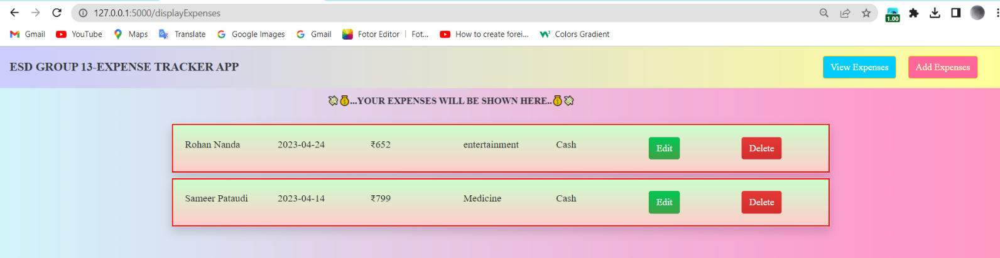 127.0.0.1:5000/displayExpenses
1.00
Gmail YouTube Maps Translate Google Images Gmail Fotor Editor | Fot... How to create forei... Colors Gradient
ESD GROUP 13-EXPENSE TRACKER APP View Expenses Add Expenses
💸💰...YOUR EXPENSES WILL BE SHOWN HERE..💰💸
Rohan Nanda 2023-04-24 ₹652 entertainment Cash Edit Delete
Sameer Pataudi 2023-04-14 ₹799 Medicine Cash Edit Delete